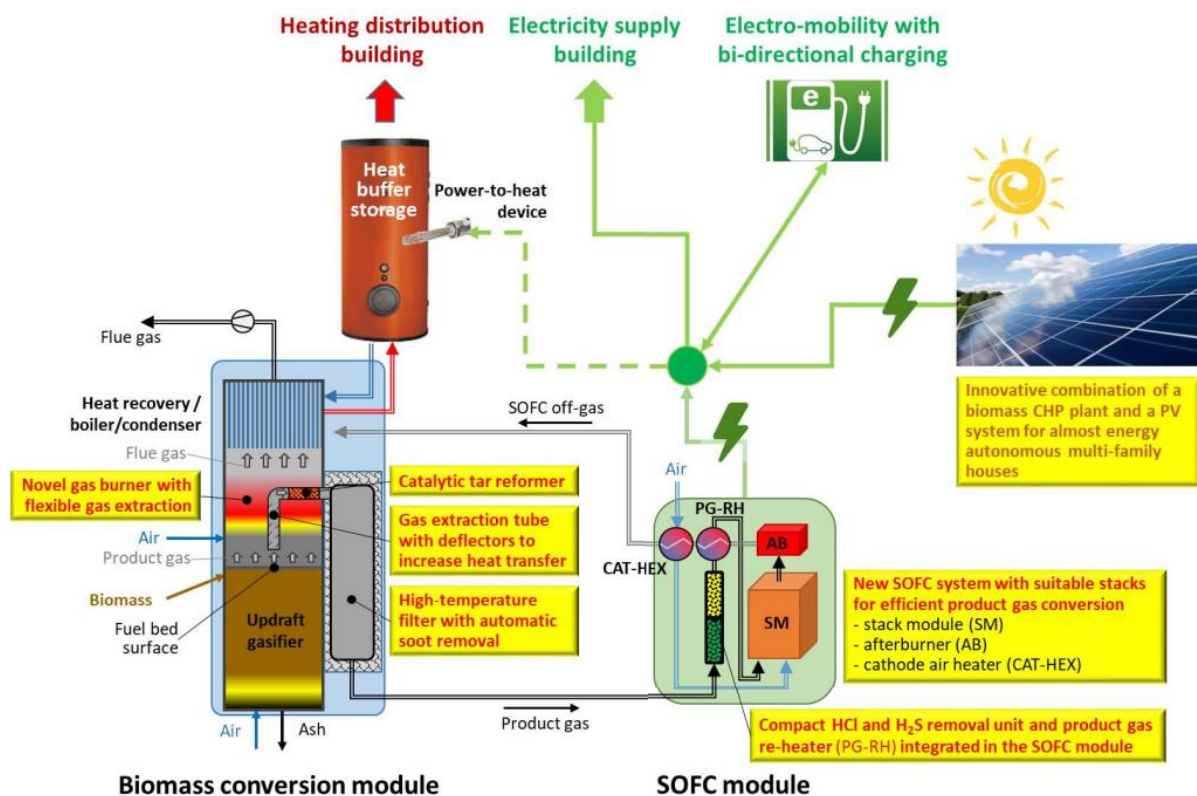 Heating distribution
building
Electricity supply
building
Electro-mobility with
bi-directional charging
e
Heat
buffer
storage
Power-to-heat
device
Flue gas
Heat recovery /
boiler/condenser
SOFC off-gas
Innovative combination of a
biomass CHP plant and a PV
system for almost energy
autonomous multi-family
houses
Flue gas
Novel gas burner with
flexible gas extraction
Catalytic tar reformer
Air
PG-RH
Gas extraction tube
with deflectors to
increase heat transfer
Air
Product gas
CAT-HEX
AB
Biomass
Updraft
gasifier
High-temperature
filter with automatic
soot removal
Fuel bed
surface
SM
New SOFC system with suitable stacks
for efficient product gas conversion
- stack module (SM)
- afterburner (AB)
- cathode air heater (CAT-HEX)
Air
Ash
Product gas
Compact HCl and H₂S removal unit and product gas
re-heater (PG-RH) integrated in the SOFC module
Biomass conversion module
SOFC module